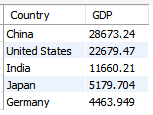 Country GDP
China 28673.24
United States 22679.47
India 11660.21
Japan 5179.704
Germany 4463.949